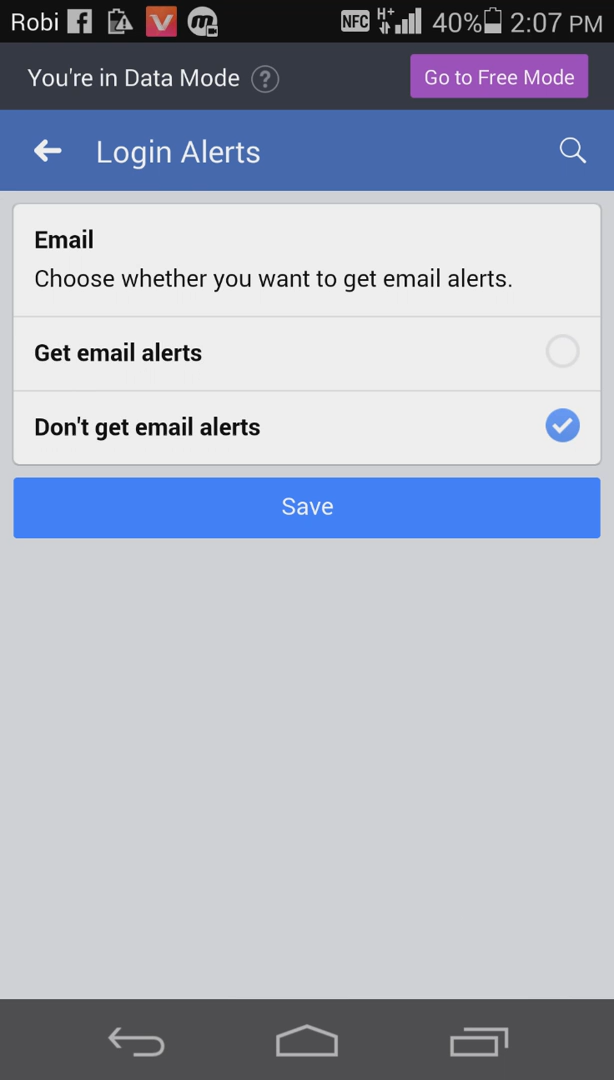 Robi NFC H+ 40% 2:07 PM
You're in Data Mode ? Go to Free Mode
Login Alerts
Email
Choose whether you want to get email alerts.
Get email alerts
Don't get email alerts
Save